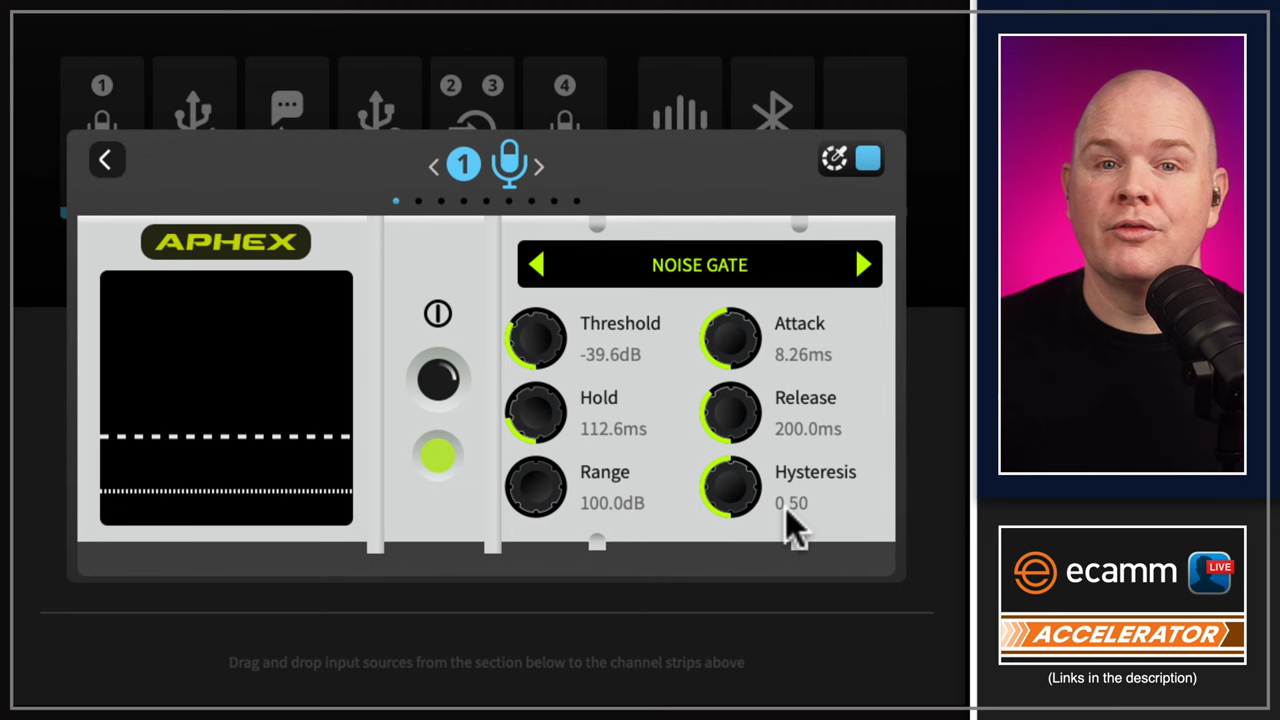 1
2
3
4
1
APHEX
NOISE GATE
Threshold
-39.6dB
Attack
8.26ms
Hold
112.6ms
Release
200.0ms
Range
100.0dB
Hysteresis
0.50
Drag and drop input sources from the section below to the channel strips above
ecamm
LIVE
ACCELERATOR
(Links in the description)